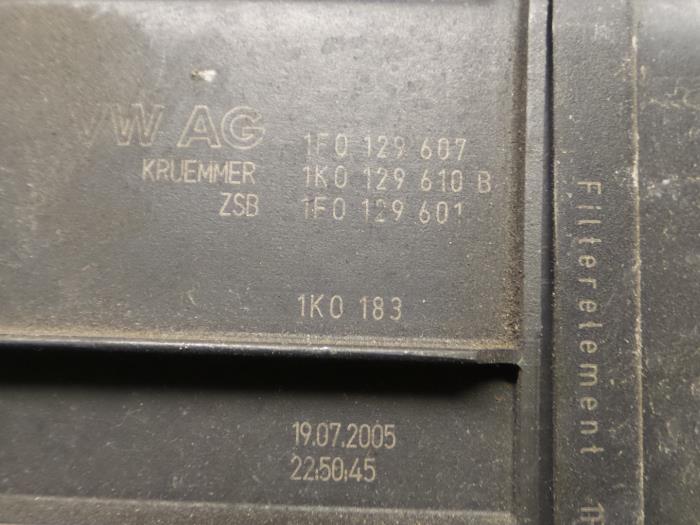 VW AG 1F0 129 607
KRUEMMER 1K0 129 610 B
ZSB 1F0 129 601
1K0 183
19.07.2005
22:50:45
Filterelement